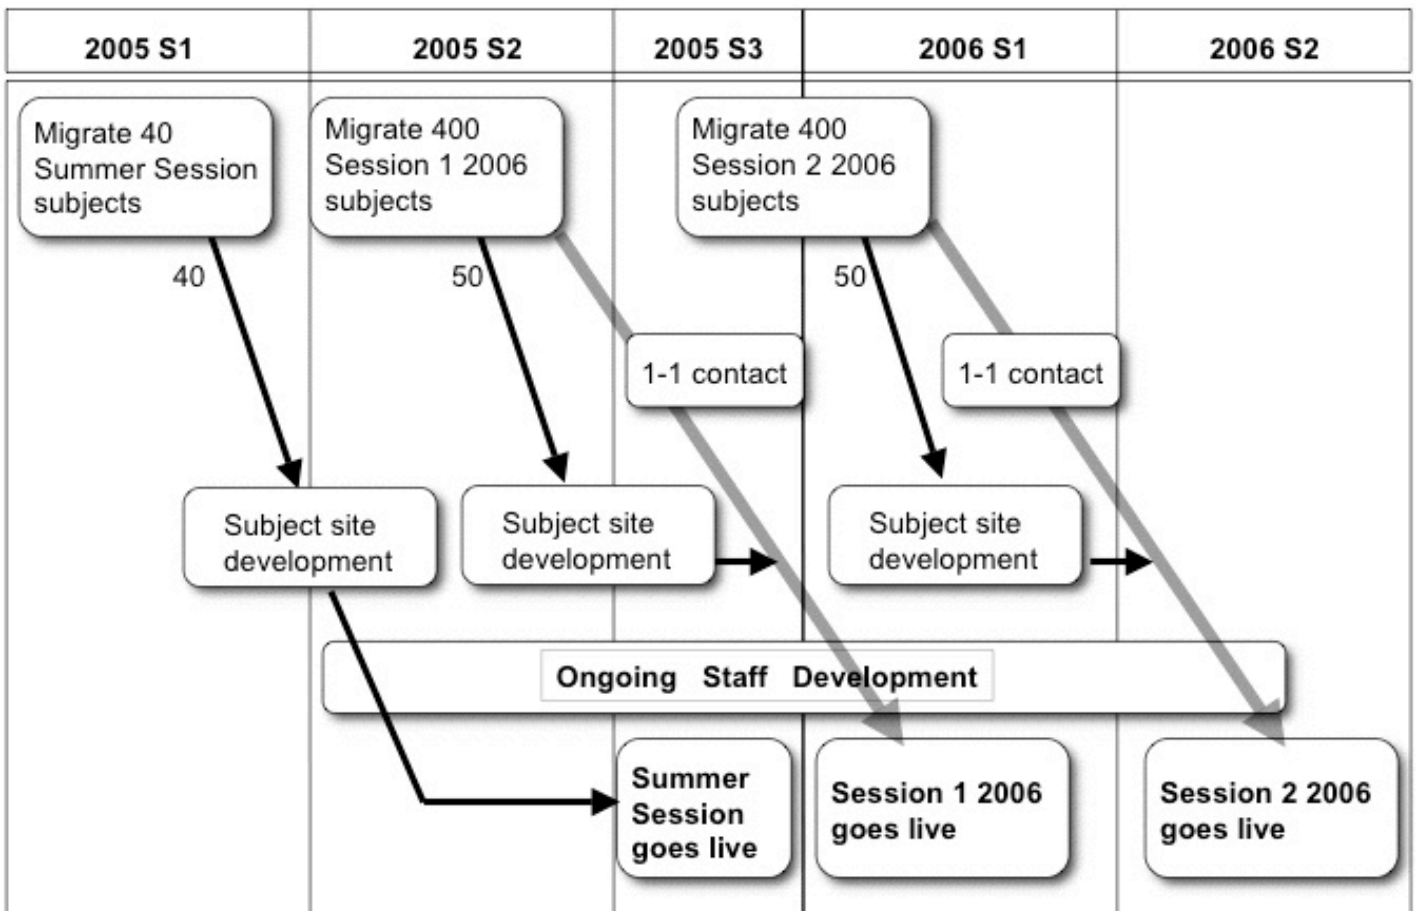 2005 S1
2005 S2
2005 S3
2006 S1
2006 S2
Migrate 40
Summer Session
subjects
Migrate 400
Session 1 2006
subjects
Migrate 400
Session 2 2006
subjects
40
50
50
1-1 contact
1-1 contact
Subject site
development
Subject site
development
Subject site
development
Ongoing Staff Development
Summer
Session
goes live
Session 1 2006
goes live
Session 2 2006
goes live